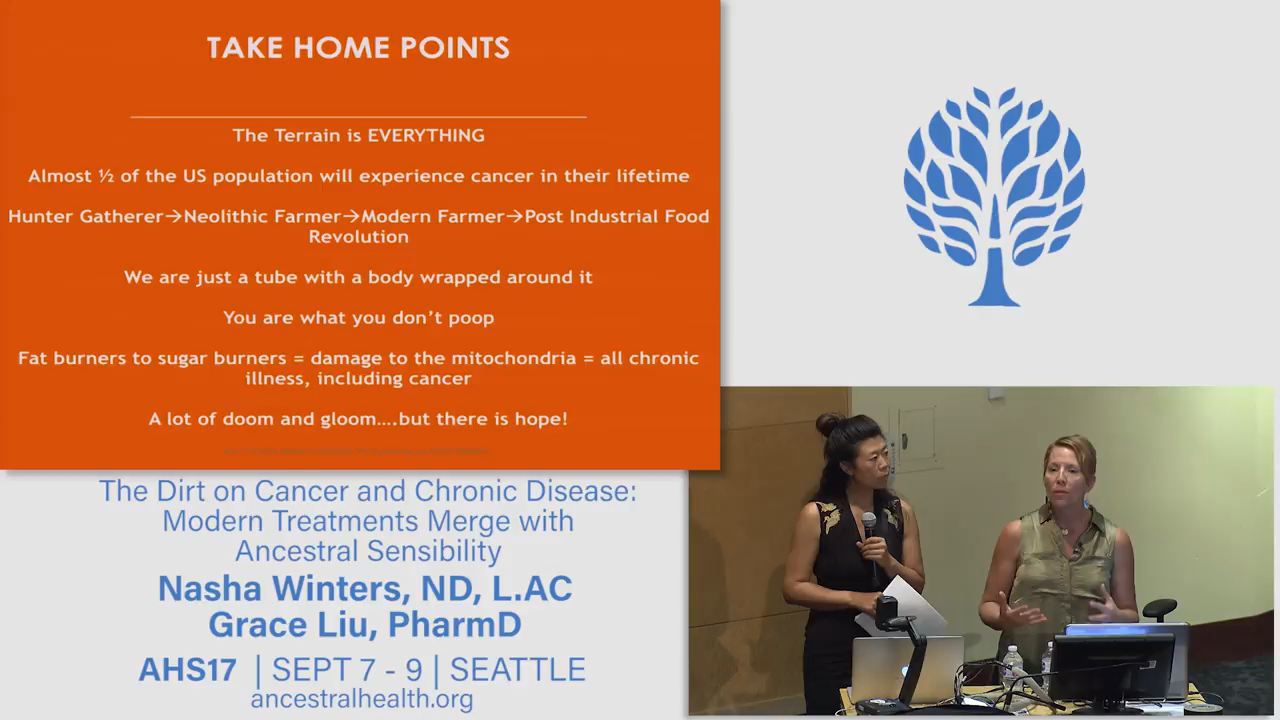 TAKE HOME POINTS
The Terrain is EVERYTHING
Almost ½ of the US population will experience cancer in their lifetime
Hunter Gatherer→Neolithic Farmer→Modern Farmer→Post Industrial Food
Revolution
We are just a tube with a body wrapped around it
You are what you don’t poop
Fat burners to sugar burners = damage to the mitochondria = all chronic
illness, including cancer
A lot of doom and gloom….but there is hope!
The Dirt on Cancer and Chronic Disease:
Modern Treatments Merge with
Ancestral Sensibility
Nasha Winters, ND, L.AC
Grace Liu, PharmD
AHS17 | SEPT 7 - 9 | SEATTLE
ancestralhealth.org